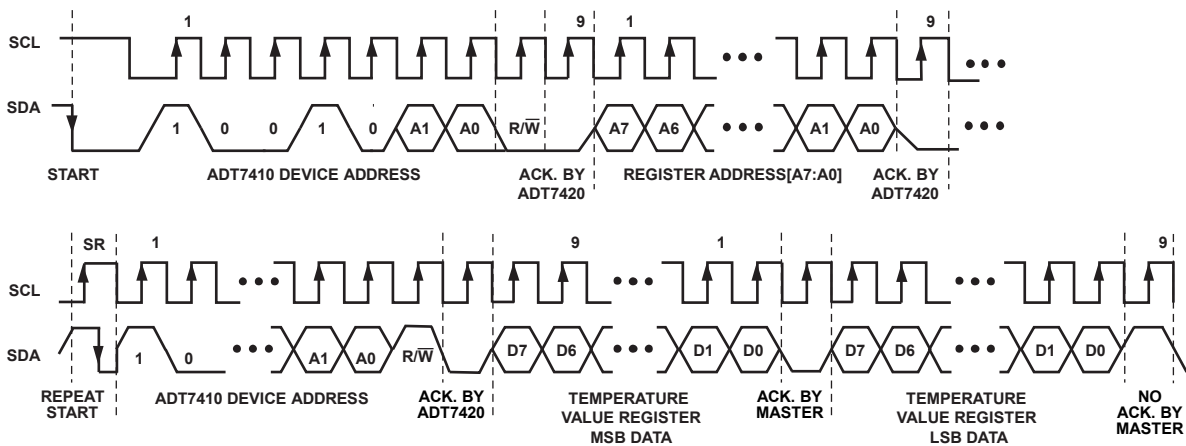 1 9 1 9
SCL
SDA
1 0 0 1 0 A1 A0 R/W̅ A7 A6 A1 A0
START ADT7410 DEVICE ADDRESS ACK. BY ADT7420 REGISTER ADDRESS[A7:A0] ACK. BY ADT7420
SR 1 9 1 9
SCL
SDA
1 0 A1 A0 R/W̅ D7 D6 D1 D0 D7 D6 D1 D0
REPEAT START ADT7410 DEVICE ADDRESS ACK. BY ADT7420 TEMPERATURE VALUE REGISTER MSB DATA ACK. BY MASTER TEMPERATURE VALUE REGISTER LSB DATA NO ACK. BY MASTER